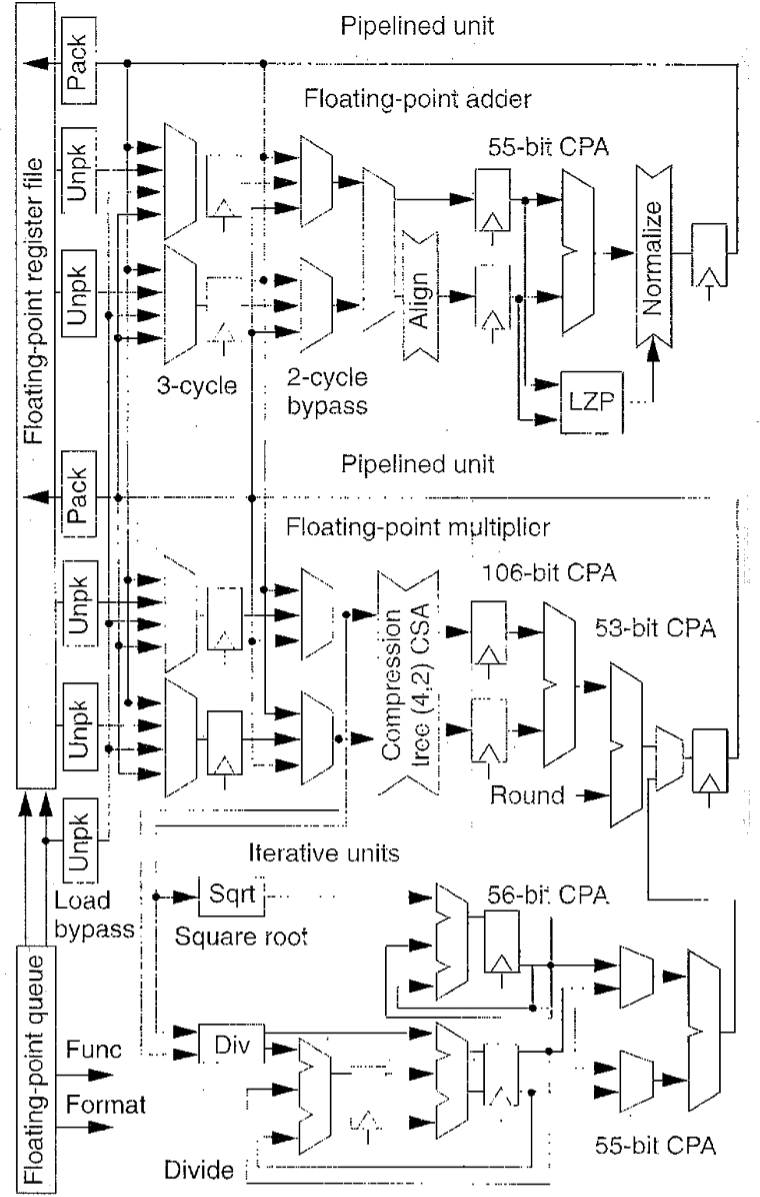 Pipelined unit
Pack
Floating-point adder
Unpk
55-bit CPA
Floating-point register file
Normalize
Unpk
Align
3-cycle
2-cycle
bypass
LZP
Pipelined unit
Pack
Floating-point multiplier
Unpk
106-bit CPA
53-bit CPA
Compression
tree (4,2) CSA
Unpk
Round
Unpk
Iterative units
Load
bypass
Sqrt
Square root
56-bit CPA
Floating-point queue
Func
Div
Format
Divide
55-bit CPA